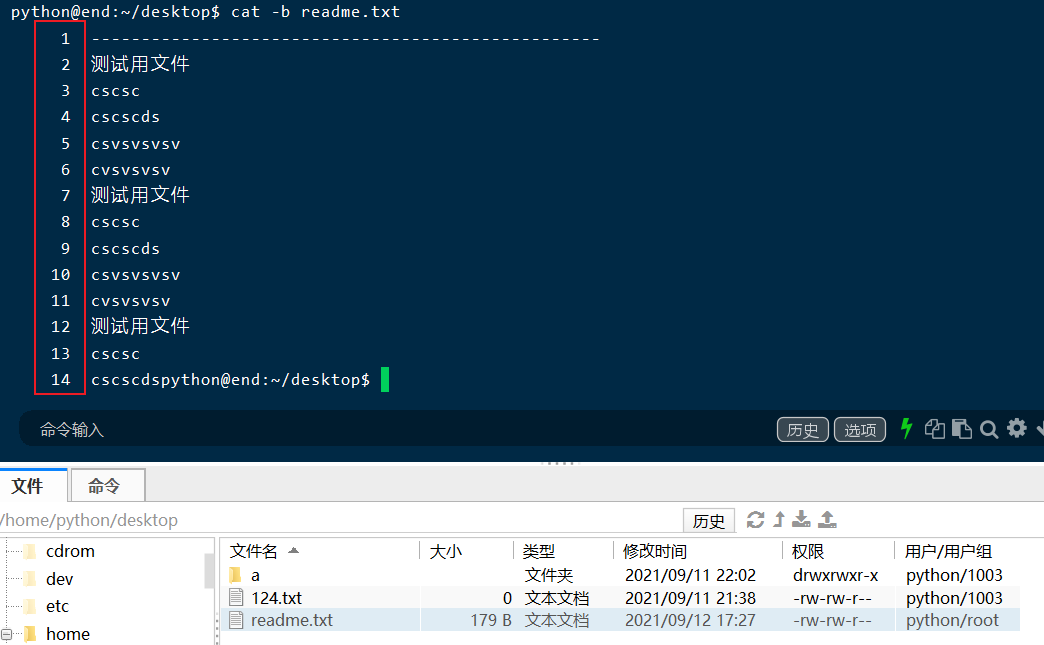 python@end:~/desktop$ cat -b readme.txt
1 ---------------------------------------------------
2 测试用文件
3 cscsc
4 cscscds
5 csvsvsvsv
6 cvsvsvsv
7 测试用文件
8 cscsc
9 cscscds
10 csvsvsvsv
11 cvsvsvsv
12 测试用文件
13 cscsc
14 cscscdspython@end:~/desktop$
命令输入 历史 选项
文件 命令
/home/python/desktop 历史
cdrom
dev
etc
home
文件名 大小 类型 修改时间 权限 用户/用户组
a 文件夹 2021/09/11 22:02 drwxrwxr-x python/1003
124.txt 0 文本文档 2021/09/11 21:38 -rw-rw-r-- python/1003
readme.txt 179 B 文本文档 2021/09/12 17:27 -rw-rw-r-- python/root